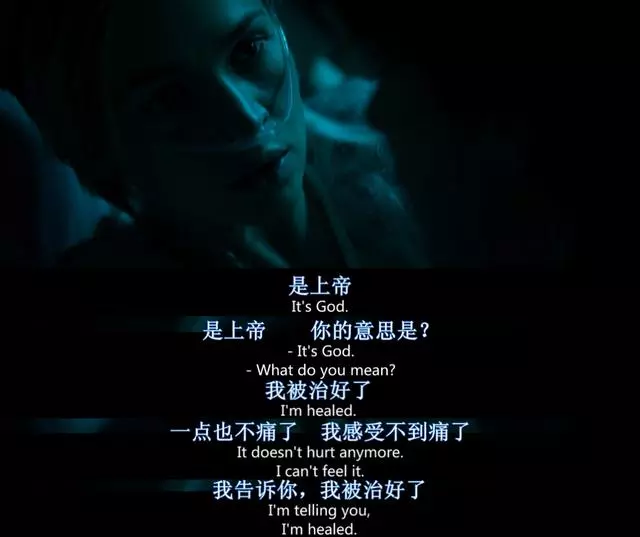 是上帝
It's God.
是上帝 你的意思是？
- It's God.
- What do you mean?
我被治好了
I'm healed.
一点也不痛了 我感受不到痛了
It doesn't hurt anymore.
I can't feel it.
我告诉你，我被治好了
I'm telling you,
I'm healed.